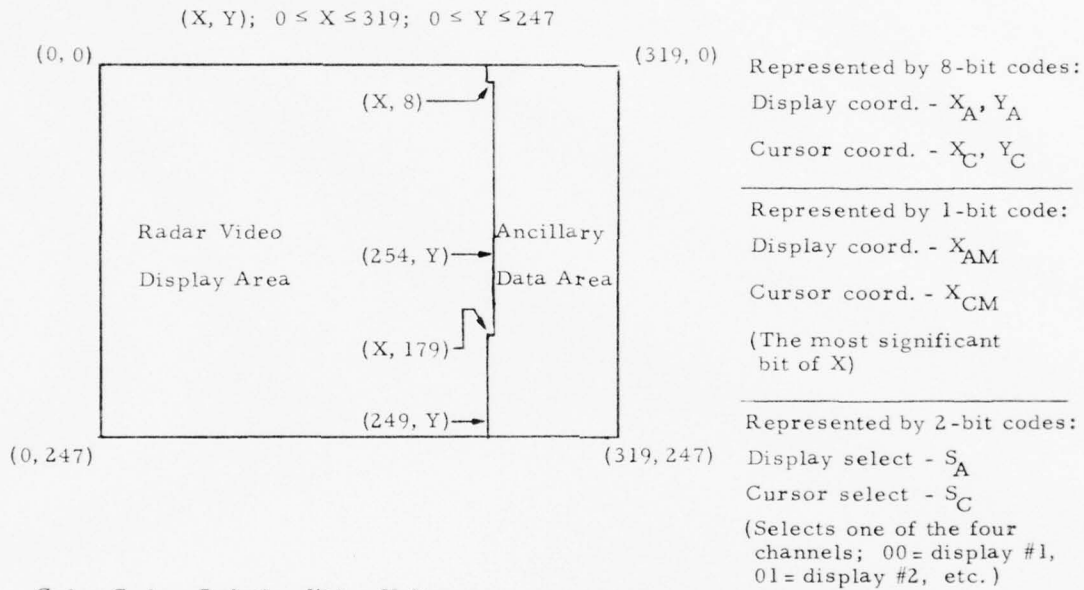 (X, Y); 0 ≤ X ≤ 319; 0 ≤ Y ≤ 247
(0, 0)
(319, 0)
(X, 8)
Radar Video
Display Area
(254, Y)
Ancillary
Data Area
(X, 179)
(249, Y)
(0, 247)
(319, 247)
Represented by 8-bit codes:
Display coord. - X_A, Y_A
Cursor coord. - X_C, Y_C
Represented by 1-bit code:
Display coord. - X_AM
Cursor coord. - X_CM
(The most significant
bit of X)
Represented by 2-bit codes:
Display select - S_A
Cursor select - S_C
(Selects one of the four
channels; 00 = display #1,
01 = display #2, etc.)